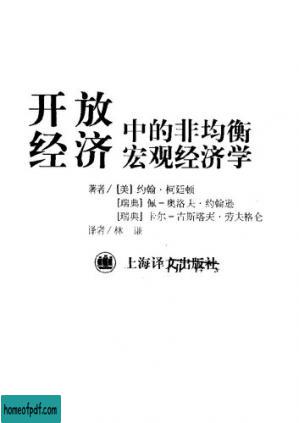 开放 中的非均衡
经济 宏观经济学
著者/[美]约翰·柯廷顿
[瑞典]佩-奥洛夫·约翰逊
[瑞典]卡尔-古斯塔夫·劳夫格伦
译者/林 谦
上海译文出版社
homeofpdf.com